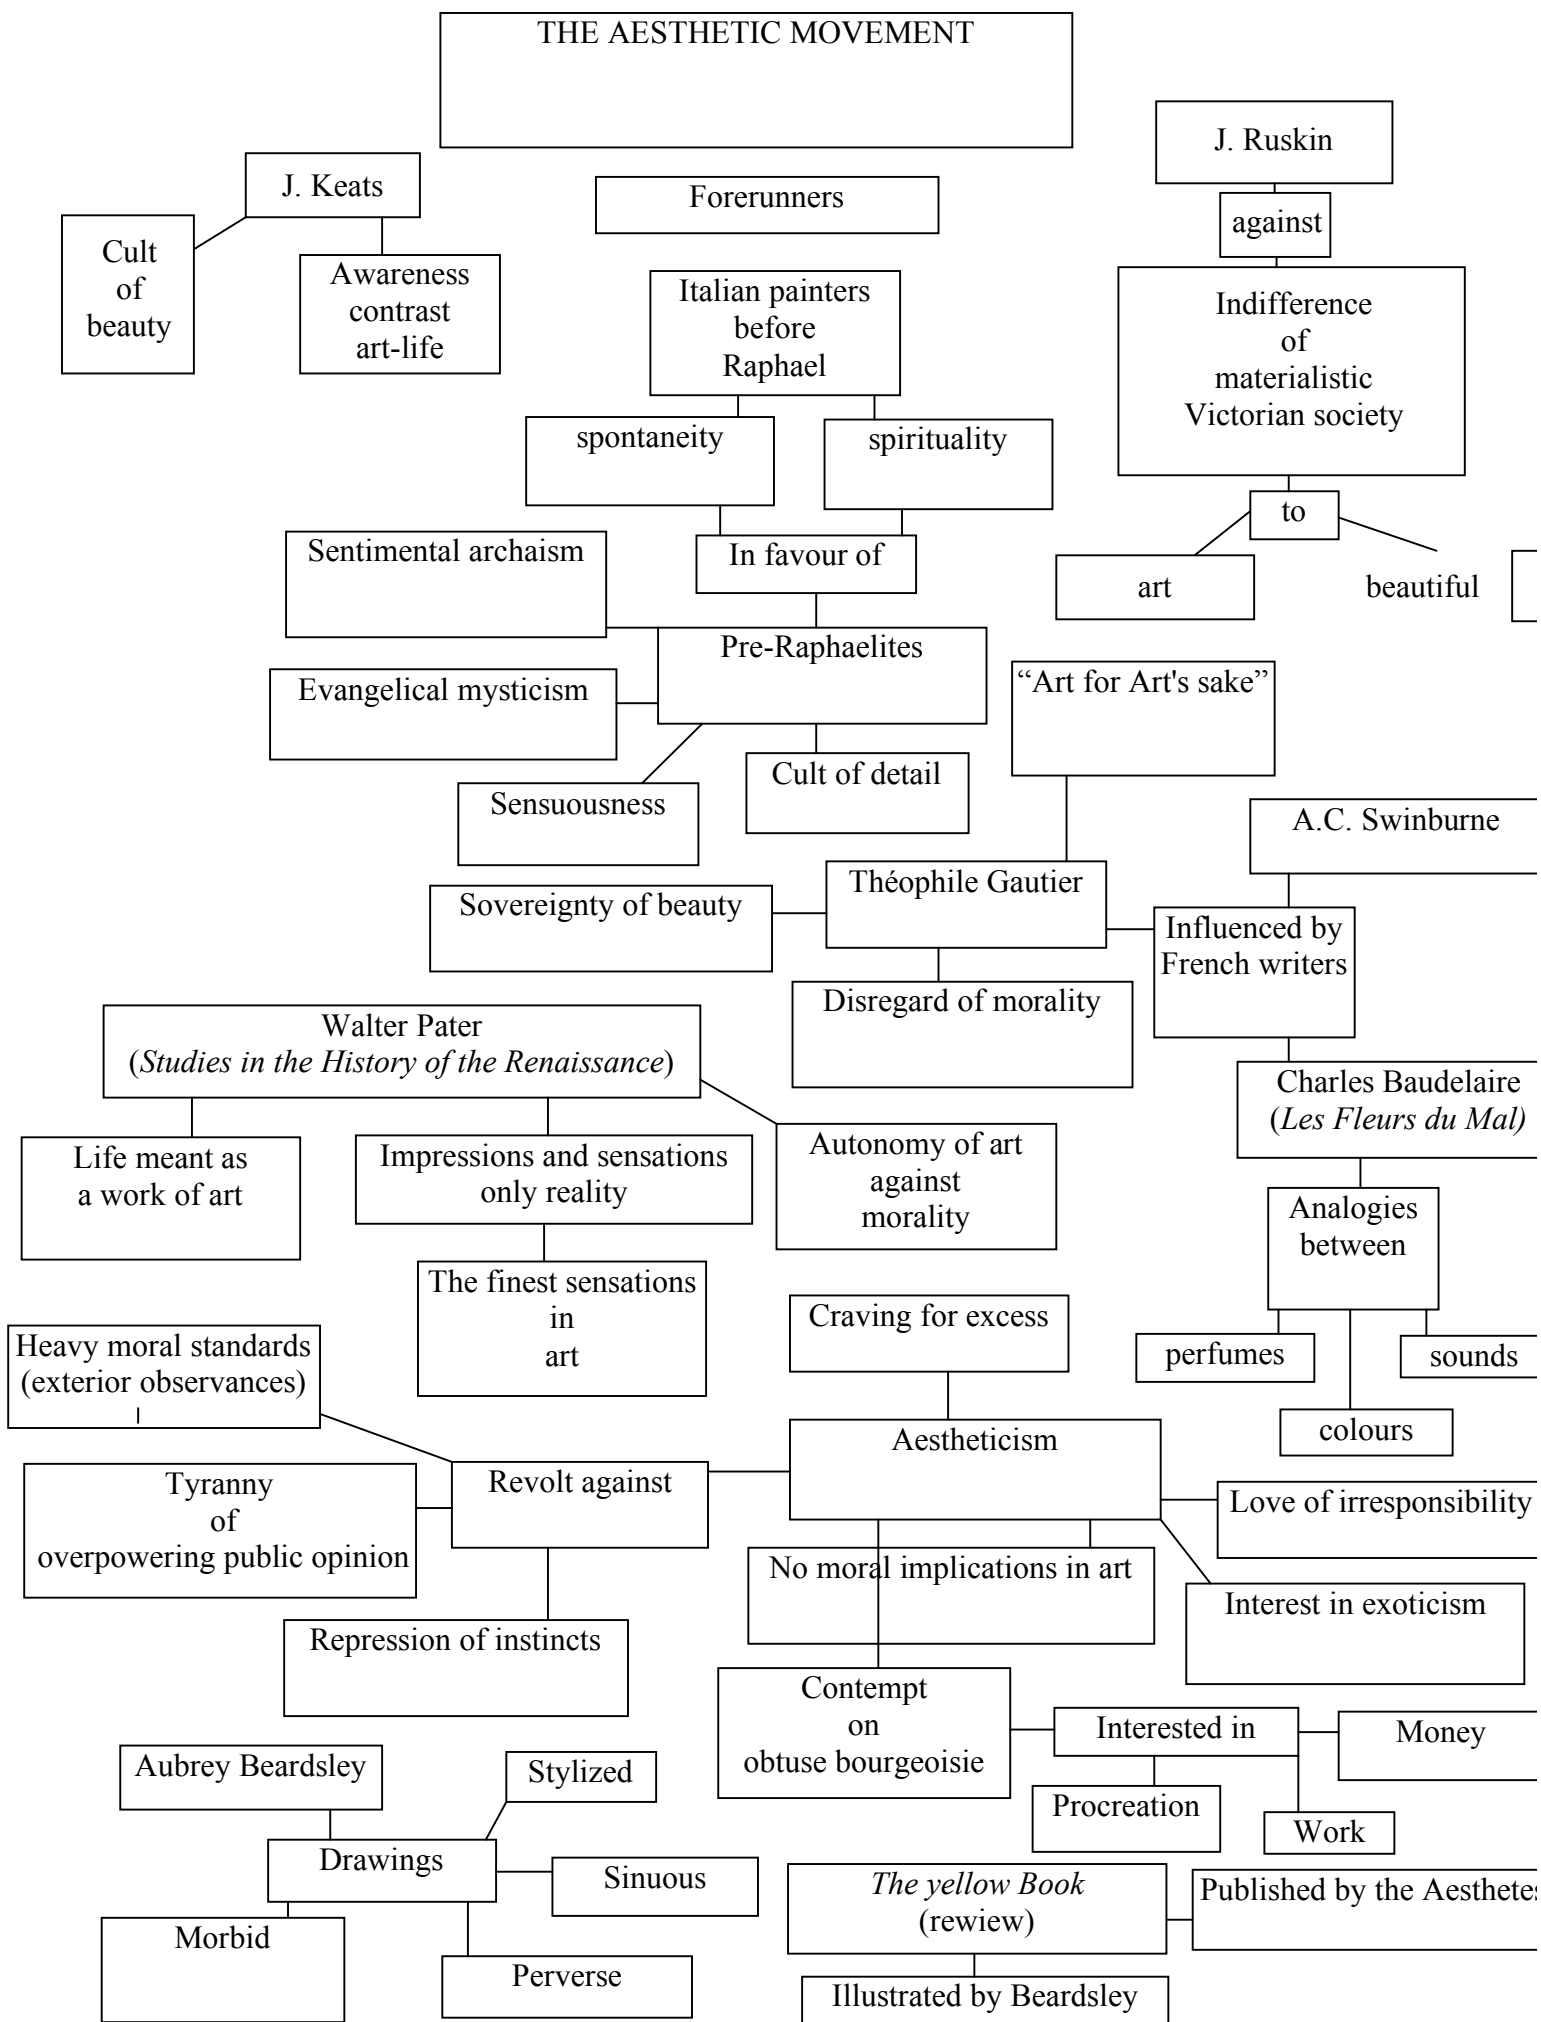 THE AESTHETIC MOVEMENT
J. Ruskin
J. Keats
Forerunners
against
Cult
of
beauty
Awareness
contrast
art-life
Italian painters
before
Raphael
Indifference
of
materialistic
Victorian society
spontaneity
spirituality
to
Sentimental archaism
In favour of
art
beautiful
Pre-Raphaelites
“Art for Art's sake”
Evangelical mysticism
Cult of detail
Sensuousness
A.C. Swinburne
Théophile Gautier
Sovereignty of beauty
Influenced by
French writers
Disregard of morality
Walter Pater
(Studies in the History of the Renaissance)
Charles Baudelaire
(Les Fleurs du Mal)
Life meant as
a work of art
Impressions and sensations
only reality
Autonomy of art
against
morality
Analogies
between
The finest sensations
in
art
Craving for excess
Heavy moral standards
(exterior observances)
perfumes
sounds
colours
Aestheticism
Revolt against
Tyranny
of
overpowering public opinion
Love of irresponsibility
No moral implications in art
Interest in exoticism
Repression of instincts
Contempt
on
obtuse bourgeoisie
Interested in
Money
Aubrey Beardsley
Stylized
Procreation
Work
Drawings
Sinuous
The yellow Book
(rewiew)
Published by the Aesthetes
Morbid
Perverse
Illustrated by Beardsley